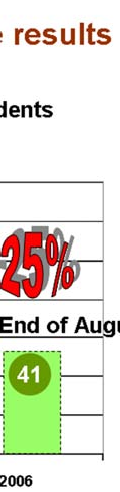 results
dents
25%
End of Augu
41
2006